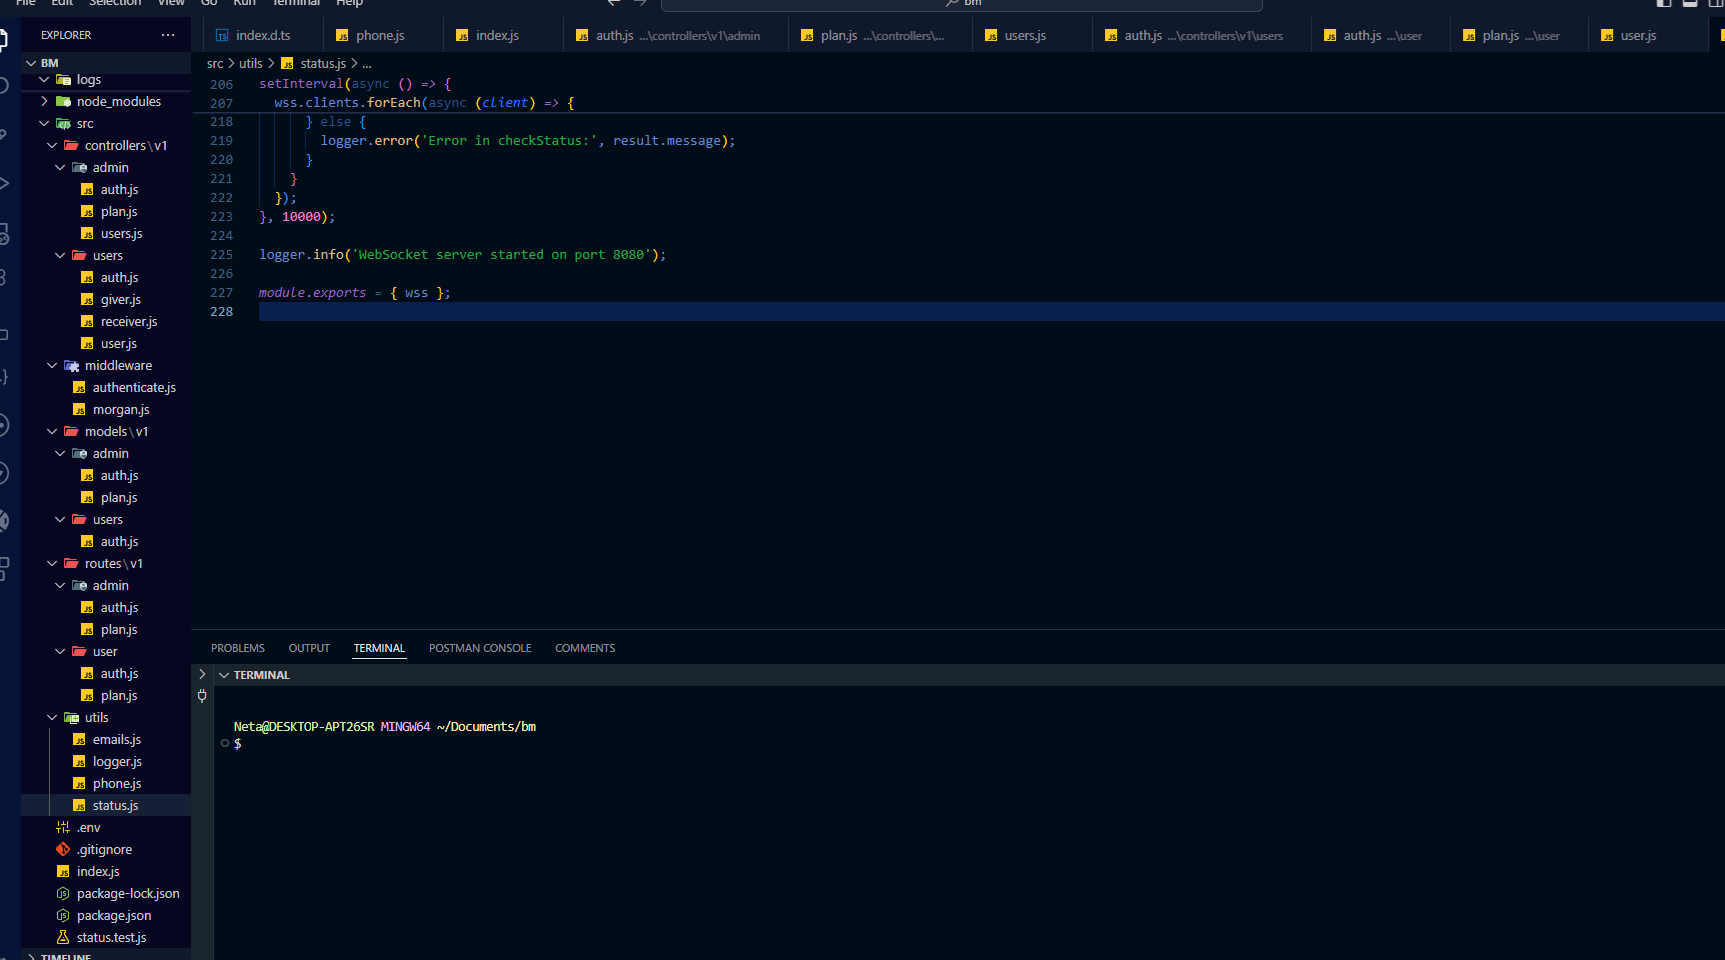 File Edit Selection View Go Run Terminal Help
bm
EXPLORER ...
index.d.ts phone.js index.js auth.js ...\controllers\v1\admin plan.js ...\controllers\... users.js auth.js ...\controllers\v1\users auth.js ...\user plan.js ...\user user.js
BM
logs
node_modules
src
controllers\v1
admin
auth.js
plan.js
users.js
users
auth.js
giver.js
receiver.js
user.js
middleware
authenticate.js
morgan.js
models\v1
admin
auth.js
plan.js
users
auth.js
routes\v1
admin
auth.js
plan.js
user
auth.js
plan.js
utils
emails.js
logger.js
phone.js
status.js
.env
.gitignore
index.js
package-lock.json
package.json
status.test.js
TIMELINE
src > utils > JS status.js > ...
206 setInterval(async () => {
207 wss.clients.forEach(async (client) => {
218 } else {
219 logger.error('Error in checkStatus:', result.message);
220 }
221 }
222 });
223 }, 10000);
224
225 logger.info('WebSocket server started on port 8080');
226
227 module.exports = { wss };
228
PROBLEMS OUTPUT TERMINAL POSTMAN CONSOLE COMMENTS
TERMINAL
Neta@DESKTOP-APT26SR MINGW64 ~/Documents/bm
$